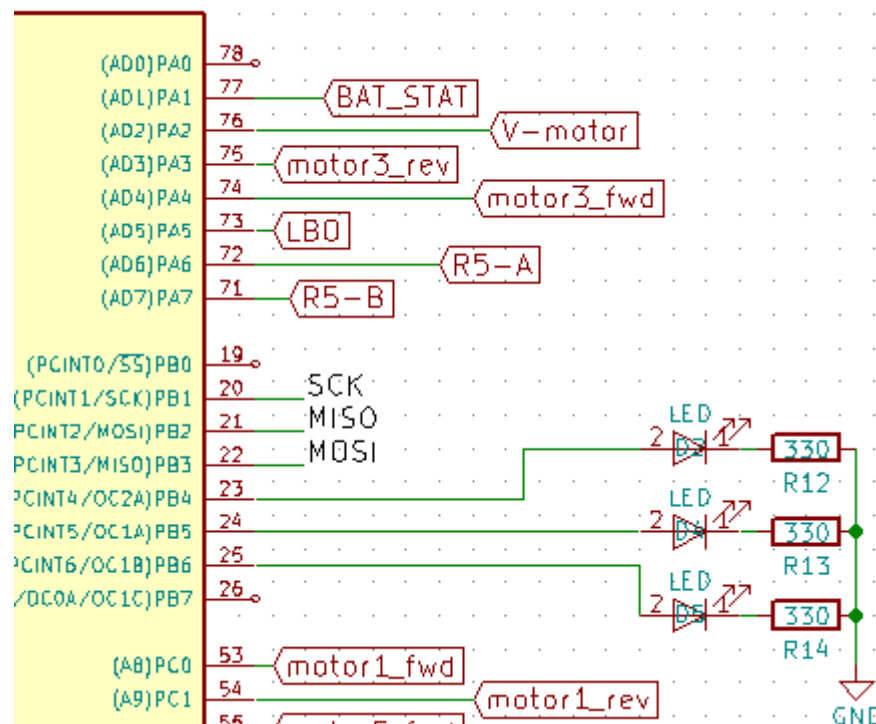 (AD0)PA0 78
(AD1)PA1 77 BAT_STAT
(AD2)PA2 76 V-motor
(AD3)PA3 75 motor3_rev
(AD4)PA4 74 motor3_fwd
(AD5)PA5 73 LBO
(AD6)PA6 72 R5-A
(AD7)PA7 71 R5-B
(PCINT0/SS)PB0 19
(PCINT1/SCK)PB1 20 SCK
PCINT2/MOSI)PB2 21 MISO
PCINT3/MISO)PB3 22 MOSI
LED
2 1 330
R12
PCINT4/OC2A)PB4 23
LED
PCINT5/OC1A)PB5 24 2 D4 1 330
R13
PCINT6/OC1B)PB6 25
LED
/OC0A/OC1C)PB7 26 2 D5 1 330
R14
(A8)PC0 53 motor1_fwd
(A9)PC1 54 motor1_rev
GND